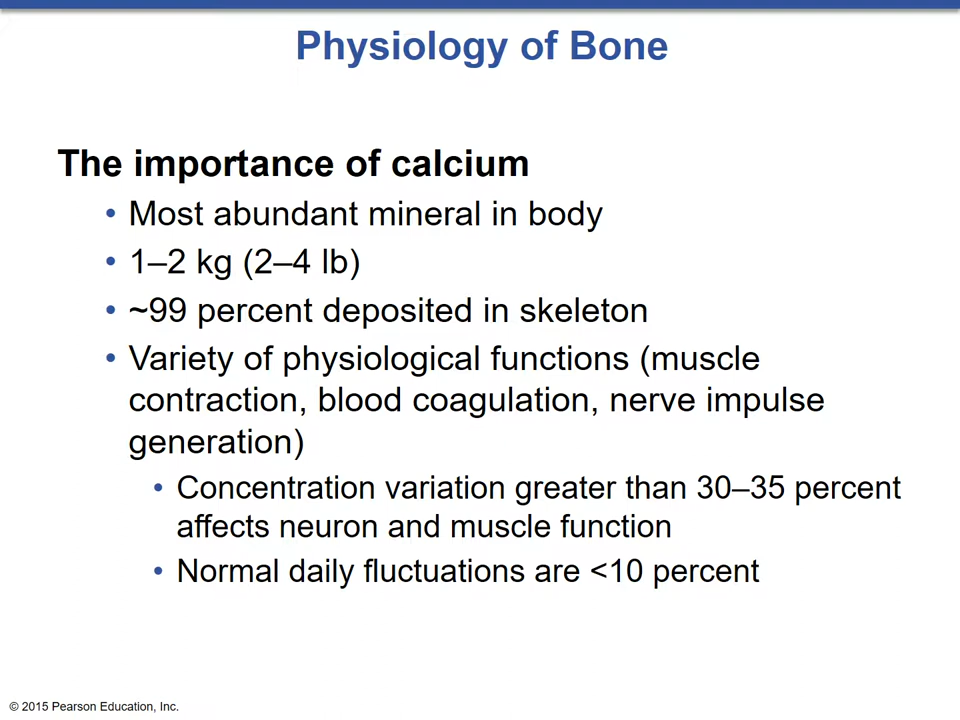 Physiology of Bone
The importance of calcium
• Most abundant mineral in body
• 1–2 kg (2–4 lb)
• ~99 percent deposited in skeleton
• Variety of physiological functions (muscle
contraction, blood coagulation, nerve impulse
generation)
• Concentration variation greater than 30–35 percent
affects neuron and muscle function
• Normal daily fluctuations are <10 percent
© 2015 Pearson Education, Inc.